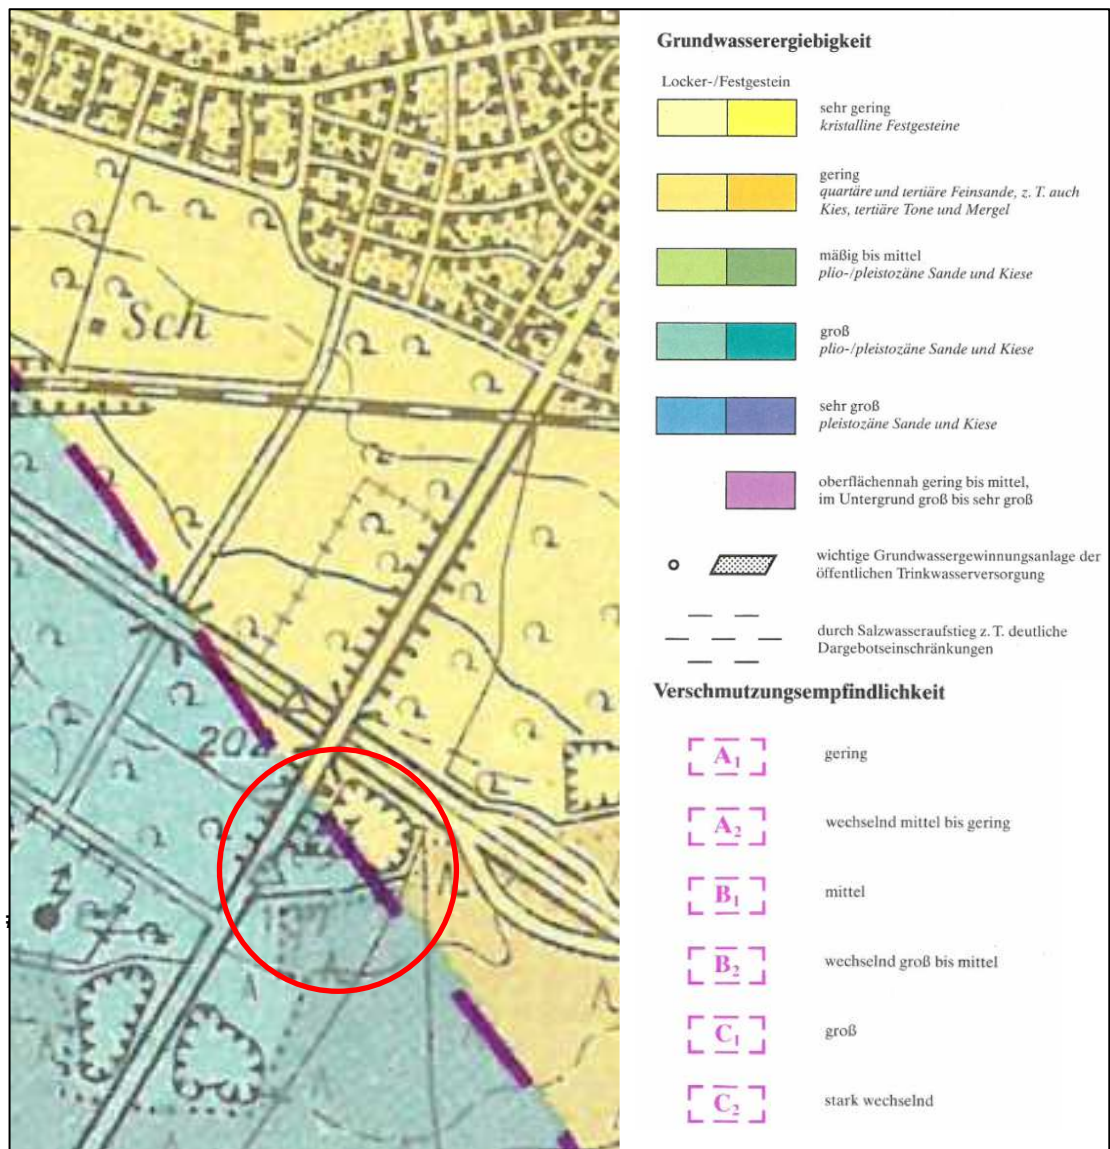 Grundwasserergiebigkeit
Locker-/Festgestein
sehr gering
kristalline Festgesteine
gering
quartäre und tertiäre Feinsande, z. T. auch
Kies, tertiäre Tone und Mergel
mäßig bis mittel
plio-/pleistozäne Sande und Kiese
groß
plio-/pleistozäne Sande und Kiese
sehr groß
pleistozäne Sande und Kiese
oberflächennah gering bis mittel,
im Untergrund groß bis sehr groß
wichtige Grundwassergewinnungsanlage der
öffentlichen Trinkwasserversorgung
durch Salzwasseraufstieg z. T. deutliche
Dargebotseinschränkungen
Verschmutzungsempfindlichkeit
A1 gering
A2 wechselnd mittel bis gering
B1 mittel
B2 wechselnd groß bis mittel
C1 groß
C2 stark wechselnd
Sch